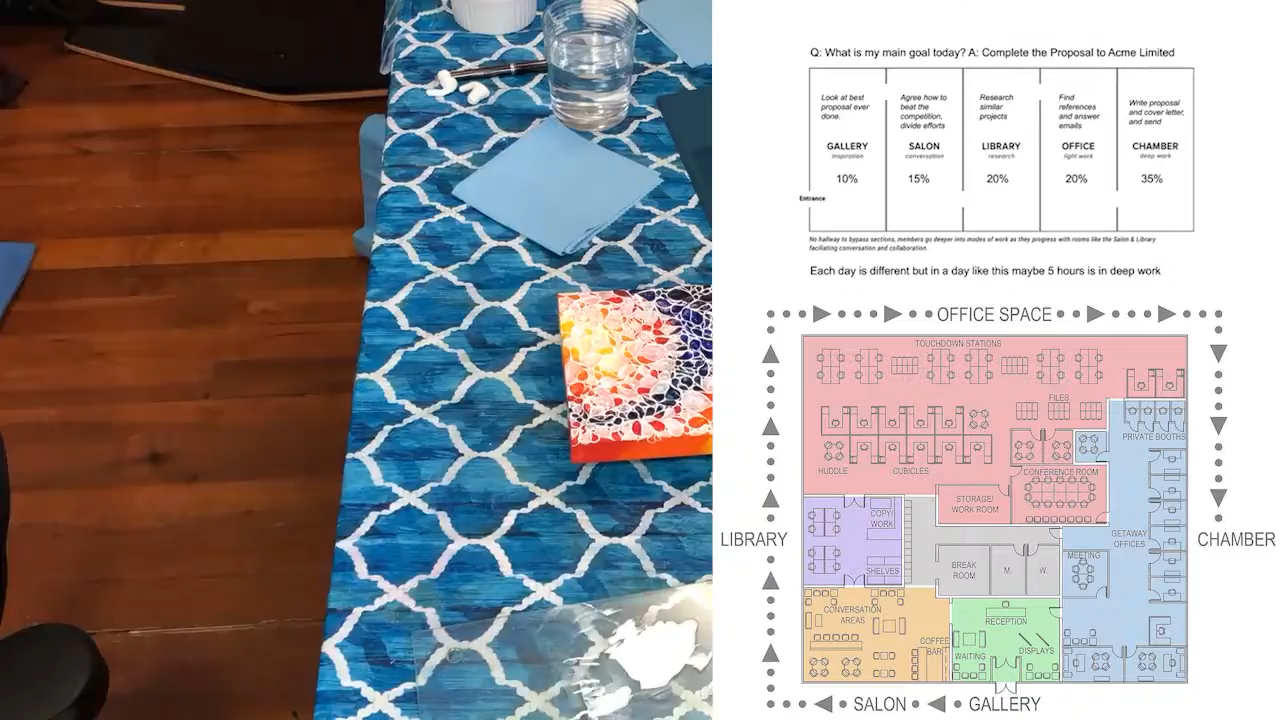 Q: What is my main goal today? A: Complete the Proposal to Acme Limited
Look at best
proposal ever
done.
GALLERY
inspiration
10%
Agree how to
beat the
competition,
divide efforts
SALON
conversation
15%
Research
similar
projects
LIBRARY
research
20%
Find
references
and answer
emails
OFFICE
light work
20%
Write proposal
and cover letter,
and send
CHAMBER
deep work
35%
Entrance
No hallway to bypass sections, members go deeper into modes of work as they progress with rooms like the Salon & Library
faciliating conversation and collaboration.
Each day is different but in a day like this maybe 5 hours is in deep work
OFFICE SPACE
TOUCHDOWN STATIONS
FILES
PRIVATE BOOTHS
HUDDLE
CUBICLES
CONFERENCE ROOM
STORAGE/
WORK ROOM
COPY/
WORK
LIBRARY
GETAWAY
OFFICES
CHAMBER
MEETING
BREAK
ROOM
M.
W.
SHELVES
CONVERSATION
AREAS
RECEPTION
COFFEE
BAR
WAITING
DISPLAYS
SALON
GALLERY